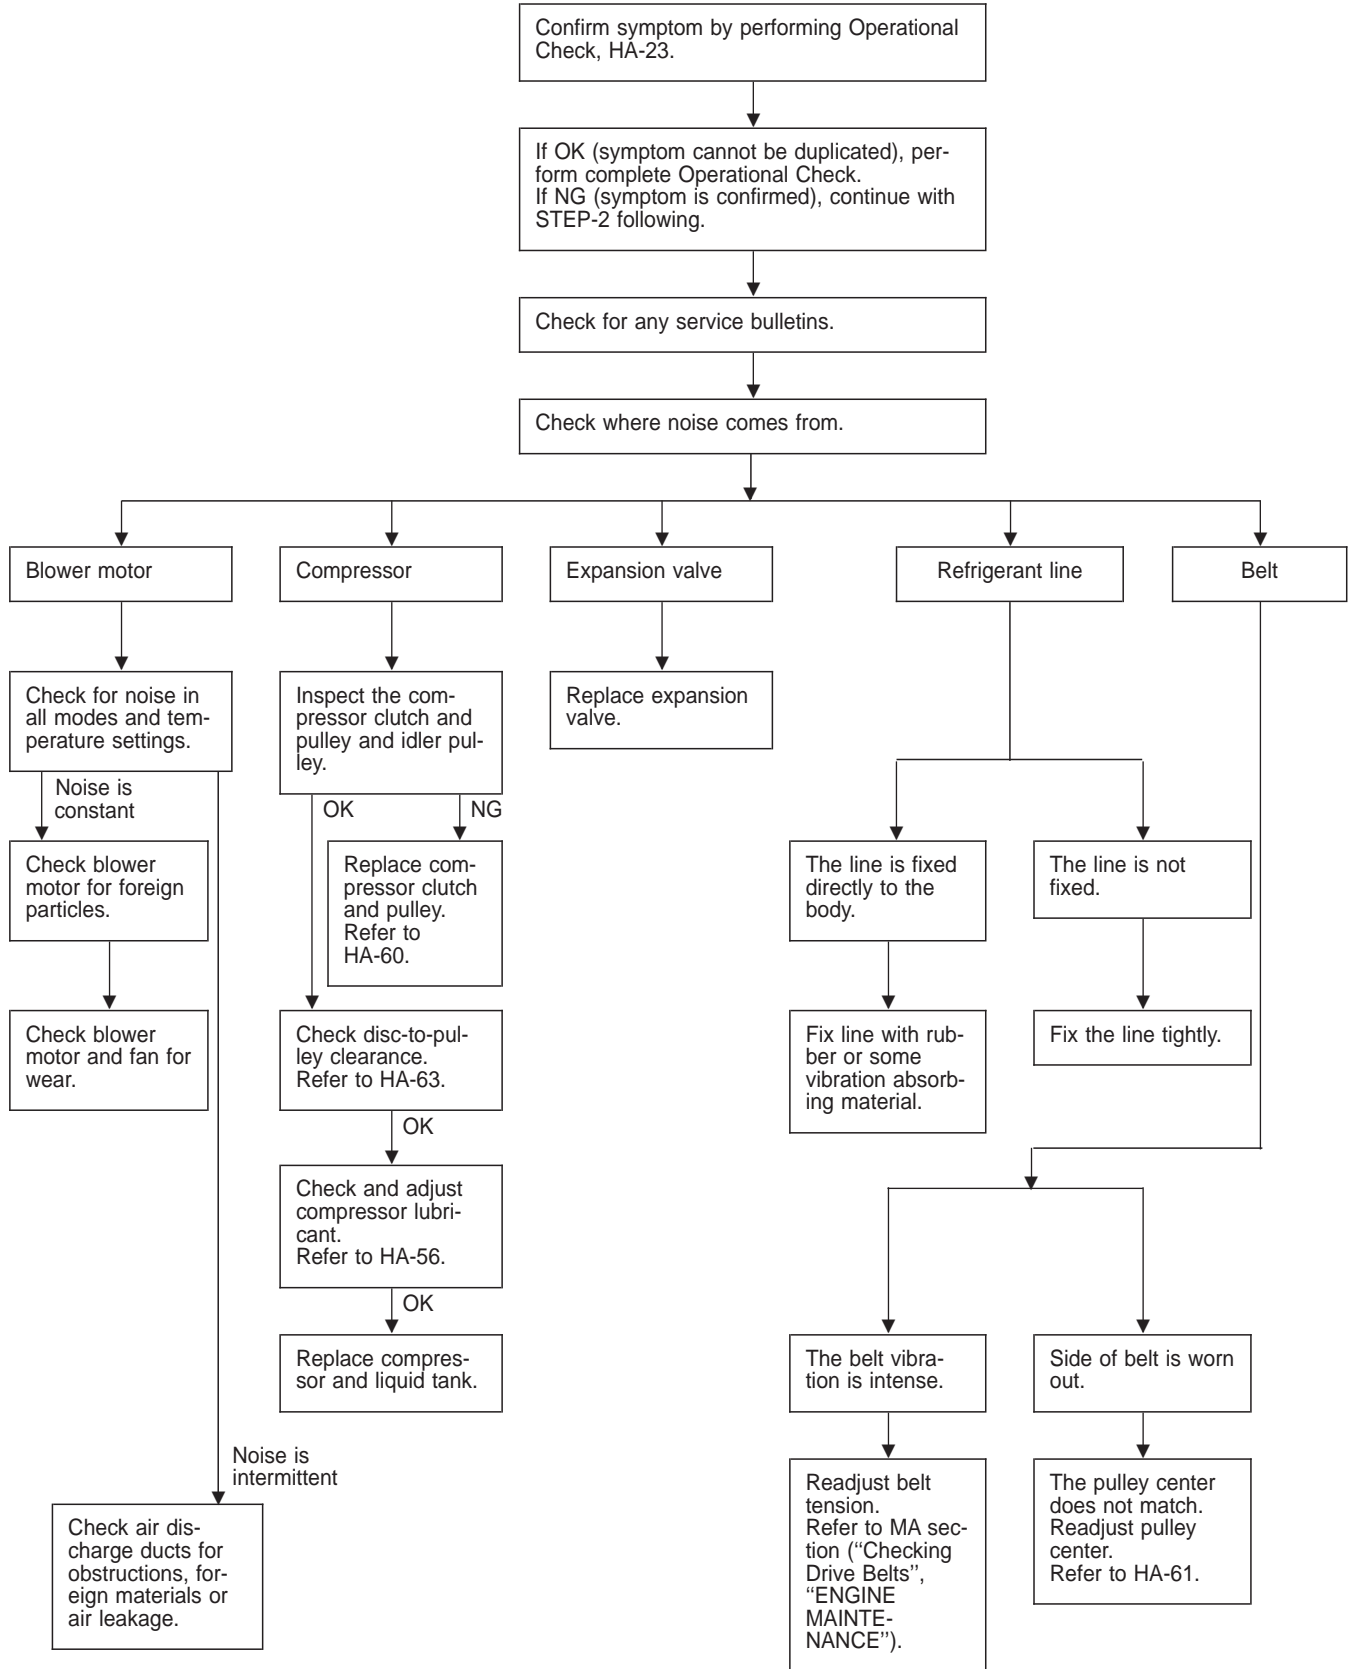 Confirm symptom by performing Operational
Check, HA-23.
If OK (symptom cannot be duplicated), per-
form complete Operational Check.
If NG (symptom is confirmed), continue with
STEP-2 following.
Check for any service bulletins.
Check where noise comes from.
Blower motor
Compressor
Expansion valve
Refrigerant line
Belt
Check for noise in
all modes and tem-
perature settings.
Inspect the com-
pressor clutch and
pulley and idler pul-
ley.
Replace expansion
valve.
Noise is
constant
OK
NG
Check blower
motor for foreign
particles.
Replace com-
pressor clutch
and pulley.
Refer to
HA-60.
The line is fixed
directly to the
body.
The line is not
fixed.
Check blower
motor and fan for
wear.
Check disc-to-pul-
ley clearance.
Refer to HA-63.
Fix line with rub-
ber or some
vibration absorb-
ing material.
Fix the line tightly.
OK
Check and adjust
compressor lubri-
cant.
Refer to HA-56.
OK
Replace compres-
sor and liquid tank.
The belt vibra-
tion is intense.
Side of belt is worn
out.
Noise is
intermittent
Check air dis-
charge ducts for
obstructions, for-
eign materials or
air leakage.
Readjust belt
tension.
Refer to MA sec-
tion (‘‘Checking
Drive Belts’’,
‘‘ENGINE
MAINTE-
NANCE’’).
The pulley center
does not match.
Readjust pulley
center.
Refer to HA-61.